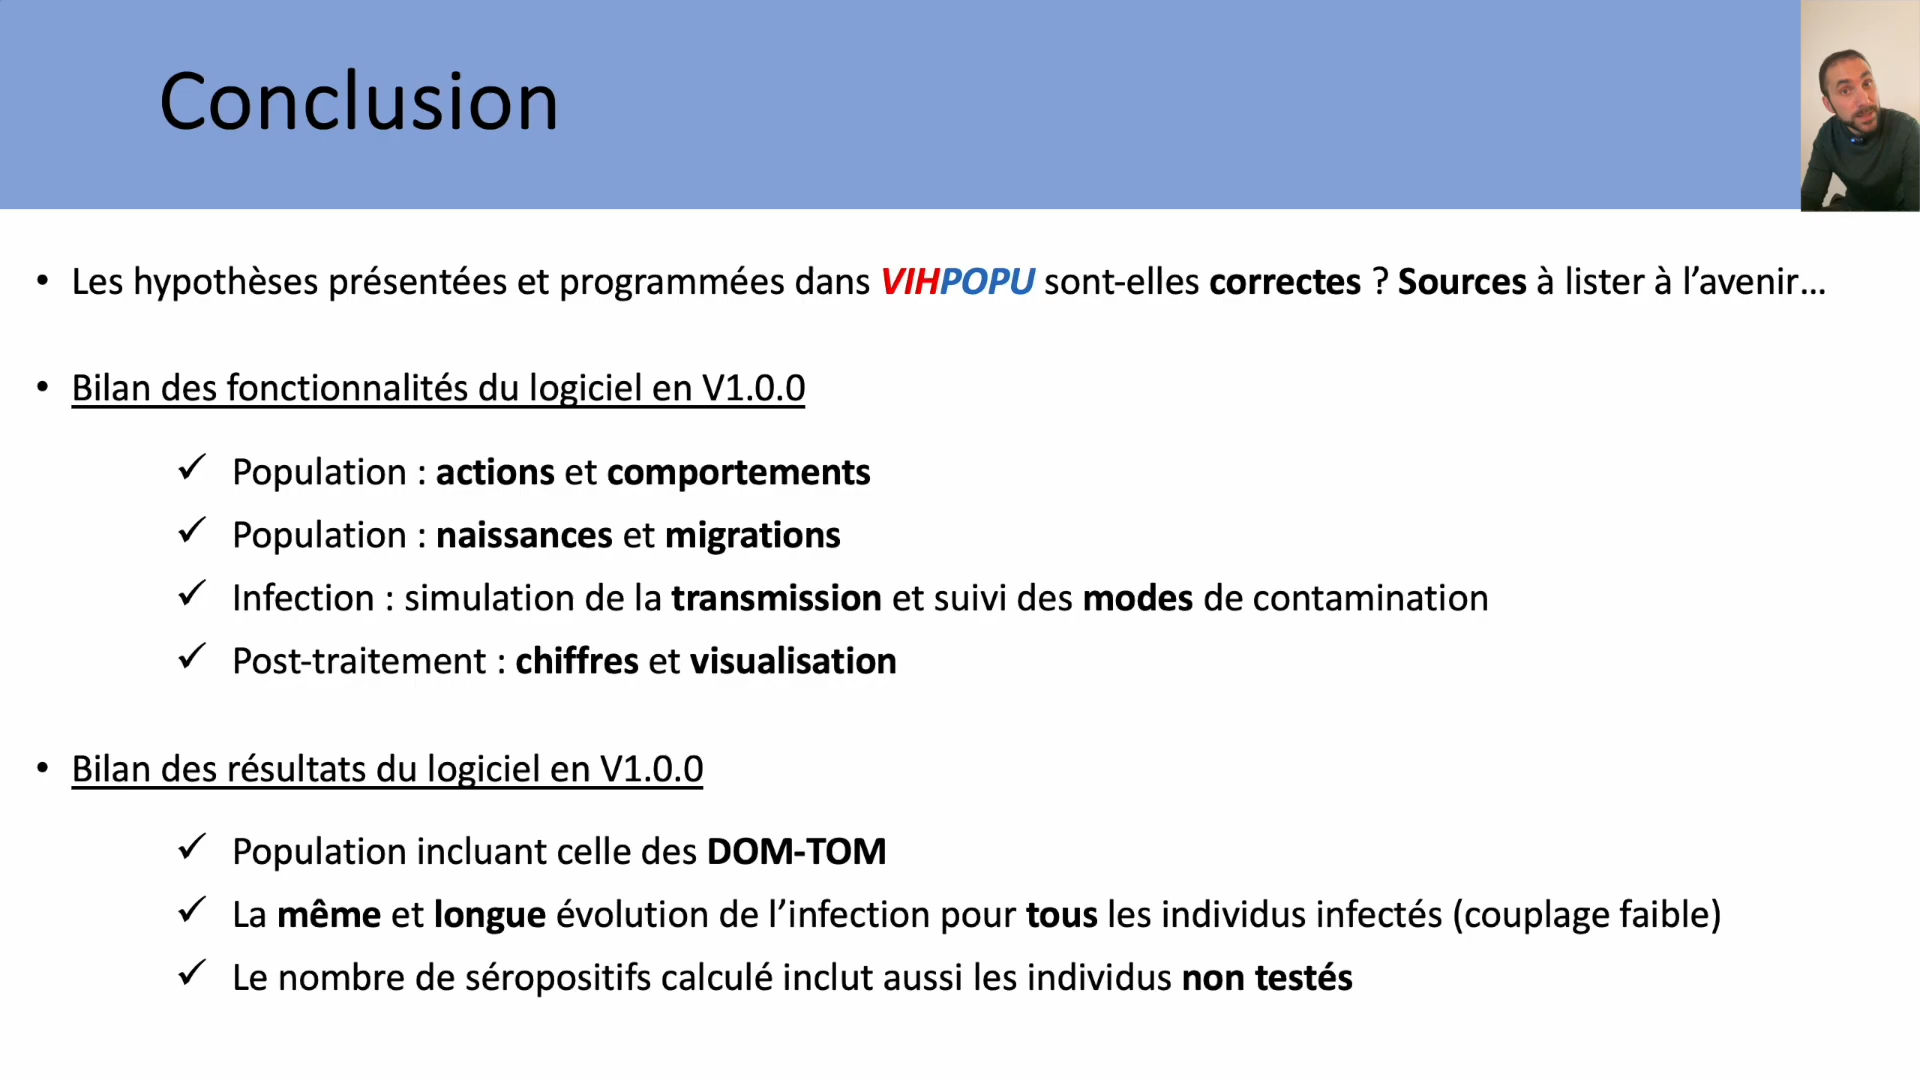 Conclusion
• Les hypothèses présentées et programmées dans VIHPOPU sont-elles correctes ? Sources à lister à l’avenir...
• Bilan des fonctionnalités du logiciel en V1.0.0
✓ Population : actions et comportements
✓ Population : naissances et migrations
✓ Infection : simulation de la transmission et suivi des modes de contamination
✓ Post-traitement : chiffres et visualisation
• Bilan des résultats du logiciel en V1.0.0
✓ Population incluant celle des DOM-TOM
✓ La même et longue évolution de l’infection pour tous les individus infectés (couplage faible)
✓ Le nombre de séropositifs calculé inclut aussi les individus non testés